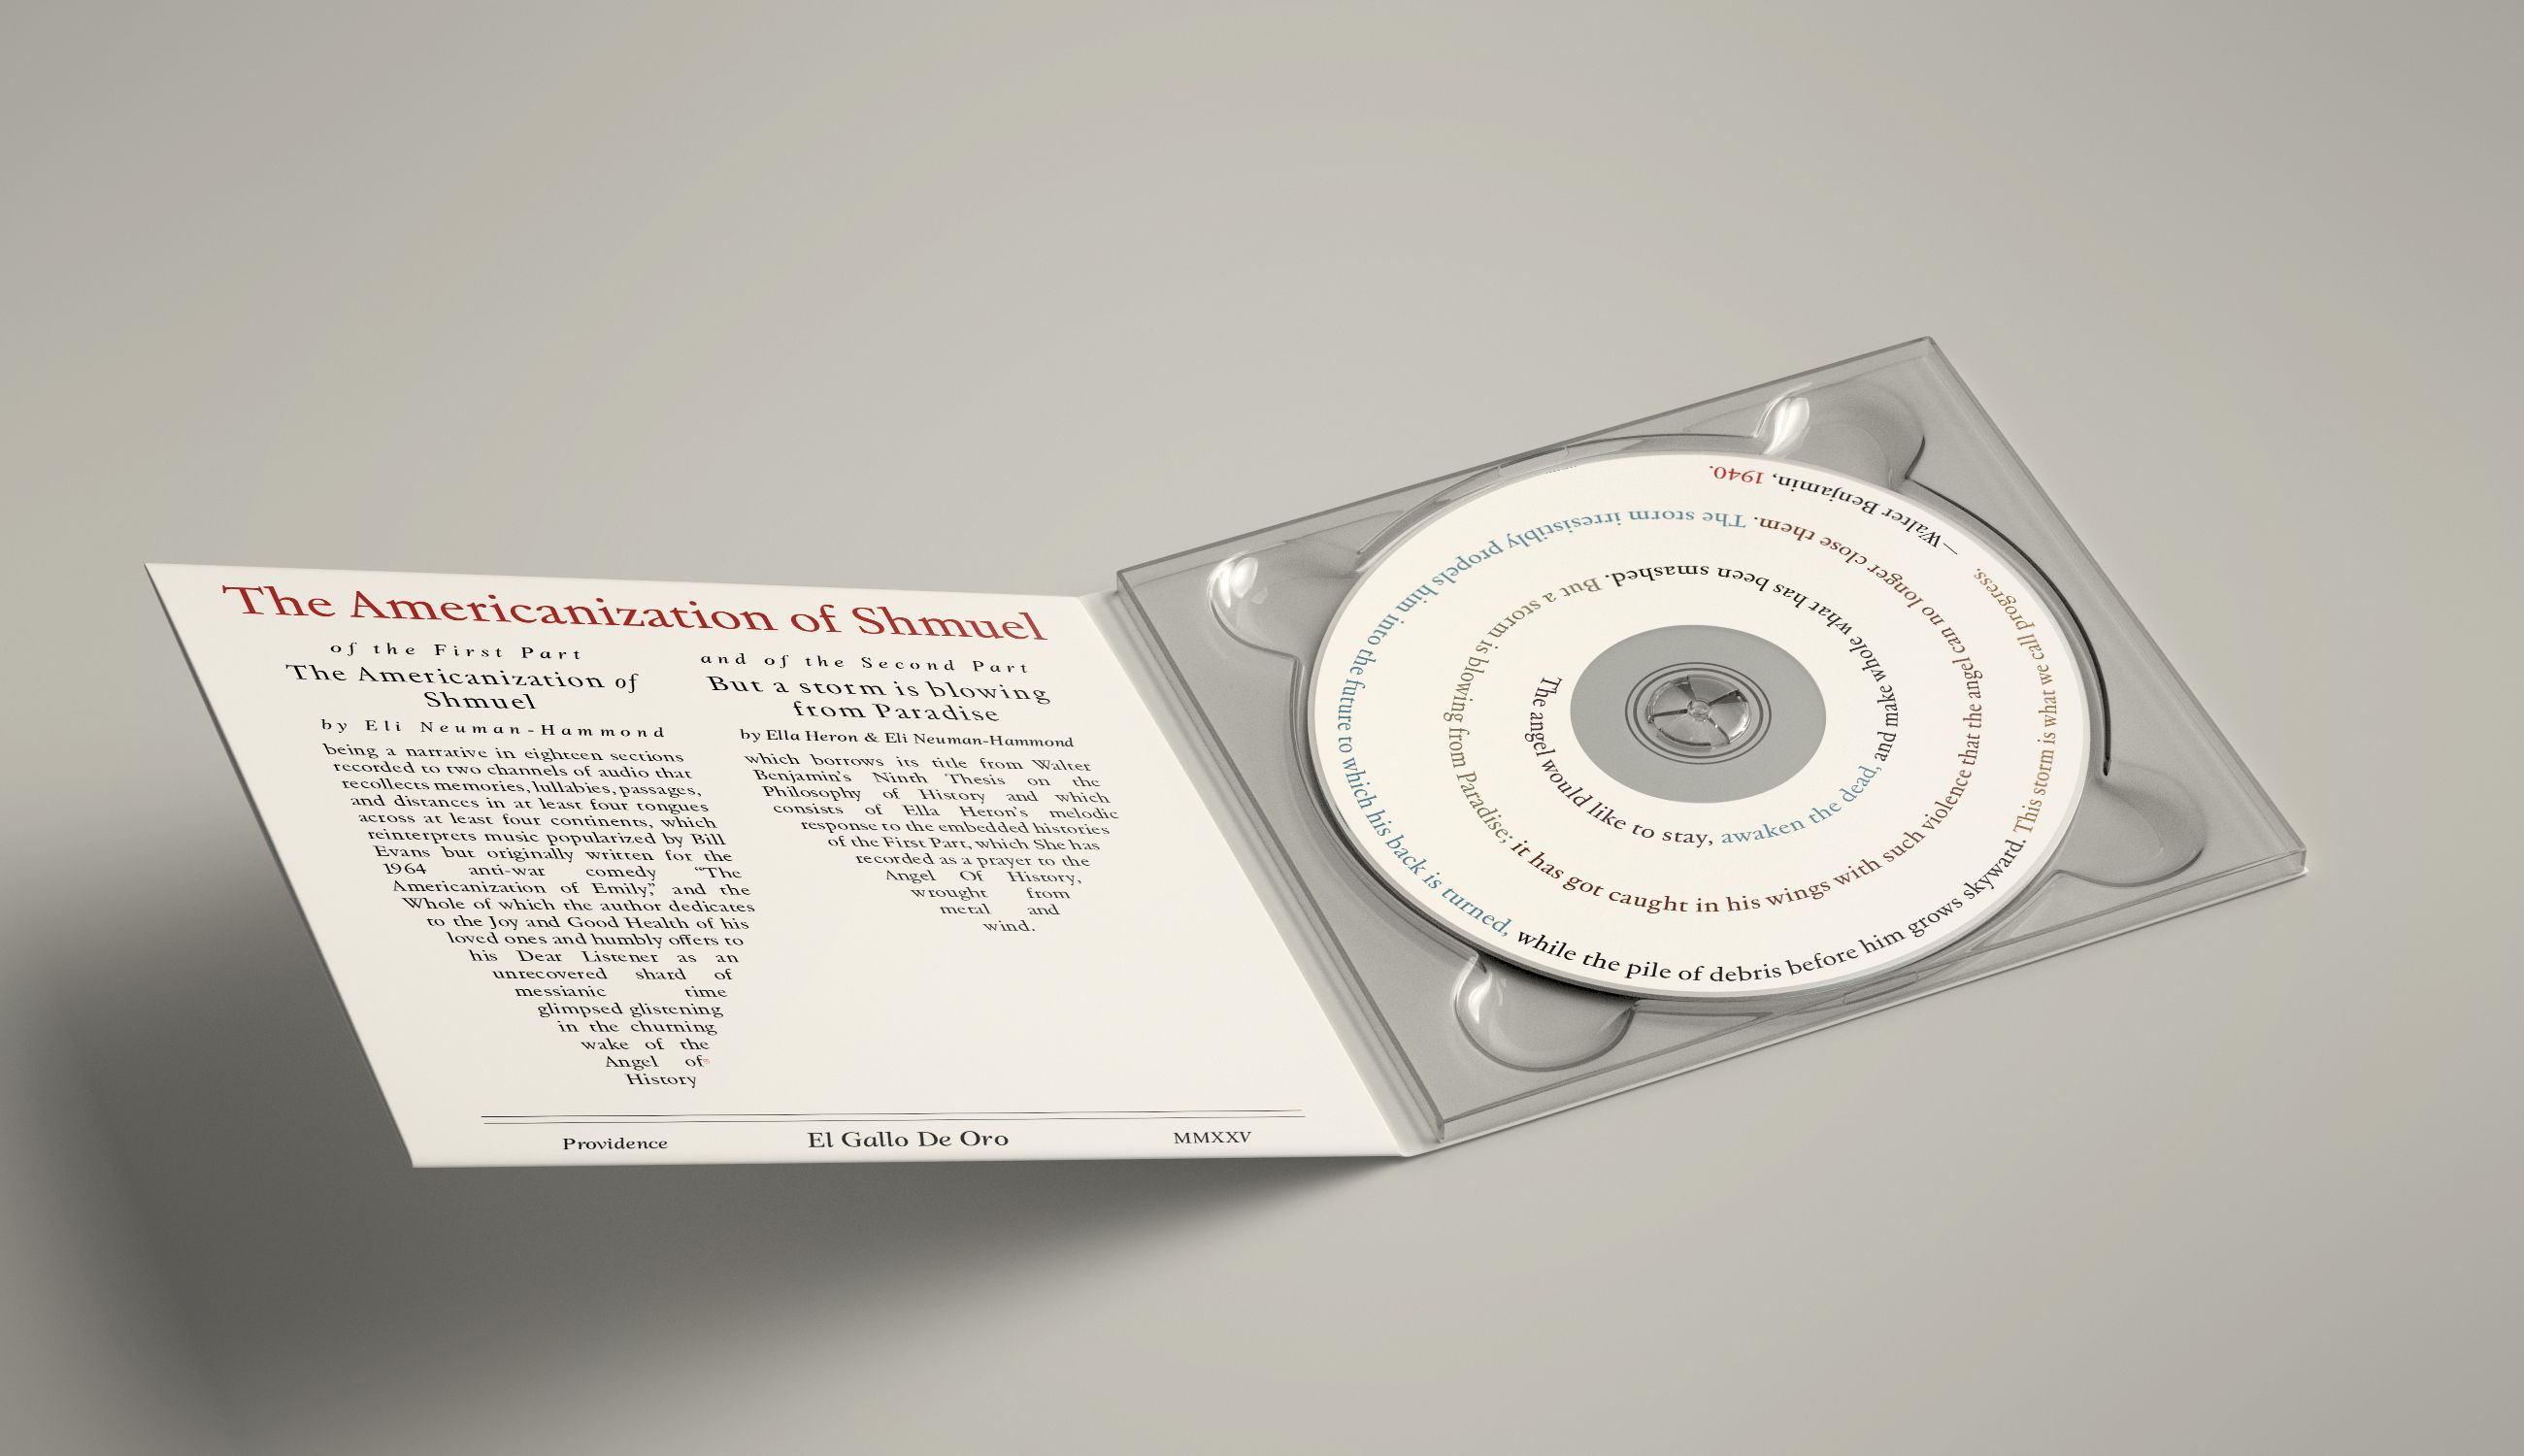 The Americanization of Shmuel
of the First Part
The Americanization of
Shmuel
by Eli Neuman-Hammond
being a narrative in eighteen sections
recorded to two channels of audio that
recollects memories, lullabies, passages,
and distances in at least four tongues
across at least four continents, which
reinterprets music popularized by Bill
Evans but originally written for the
1964 anti-war comedy “The
Americanization of Emily,” and the
Whole of which the author dedicates
to the Joy and Good Health of his
loved ones and humbly offers to
his Dear Listener as an
unrecovered shard of
messianic time
glimpsed glistening
in the churning
wake of the
Angel of
History
and of the Second Part
But a storm is blowing
from Paradise
by Ella Heron & Eli Neuman-Hammond
which borrows its title from Walter
Benjamin's Ninth Thesis on the
Philosophy of History and which
consists of Ella Heron's melodic
response to the embedded histories
of the First Part, which She has
recorded as a prayer to the
Angel Of History,
wrought from
metal and
wind.
Providence
El Gallo De Oro
MMXXV
The angel would like to stay, awaken the dead, and make whole what has been smashed. But a storm is blowing from Paradise; it has got caught in his wings with such violence that the angel can no longer close them. The storm irresistibly propels him into the future to which his back is turned, while the pile of debris before him grows skyward. This storm is what we call progress.
—Walter Benjamin, 1940.